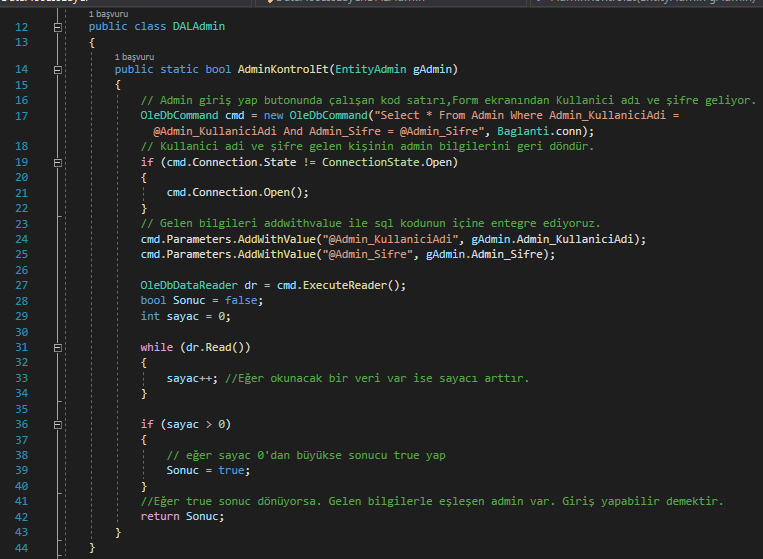 1 başvuru
12 public class DALAdmin
13 {
1 başvuru
14 public static bool AdminKontrolEt(EntityAdmin gAdmin)
15 {
16 // Admin giriş yap butonunda çalışan kod satırı,Form ekranından Kullanici adı ve şifre geliyor.
17 OleDbCommand cmd = new OleDbCommand("Select * From Admin Where Admin_KullaniciAdi =
@Admin_KullaniciAdi And Admin_Sifre = @Admin_Sifre", Baglanti.conn);
18 // Kullanici adi ve şifre gelen kişinin admin bilgilerini geri döndür.
19 if (cmd.Connection.State != ConnectionState.Open)
20 {
21 cmd.Connection.Open();
22 }
23 // Gelen bilgileri addwithvalue ile sql kodunun içine entegre ediyoruz.
24 cmd.Parameters.AddWithValue("@Admin_KullaniciAdi", gAdmin.Admin_KullaniciAdi);
25 cmd.Parameters.AddWithValue("@Admin_Sifre", gAdmin.Admin_Sifre);
26
27 OleDbDataReader dr = cmd.ExecuteReader();
28 bool Sonuc = false;
29 int sayac = 0;
30
31 while (dr.Read())
32 {
33 sayac++; //Eğer okunacak bir veri var ise sayacı arttır.
34 }
35
36 if (sayac > 0)
37 {
38 // eğer sayac 0'dan büyükse sonucu true yap
39 Sonuc = true;
40 }
41 //Eğer true sonuc dönüyorsa. Gelen bilgilerle eşleşen admin var. Giriş yapabilir demektir.
42 return Sonuc;
43 }
44 }